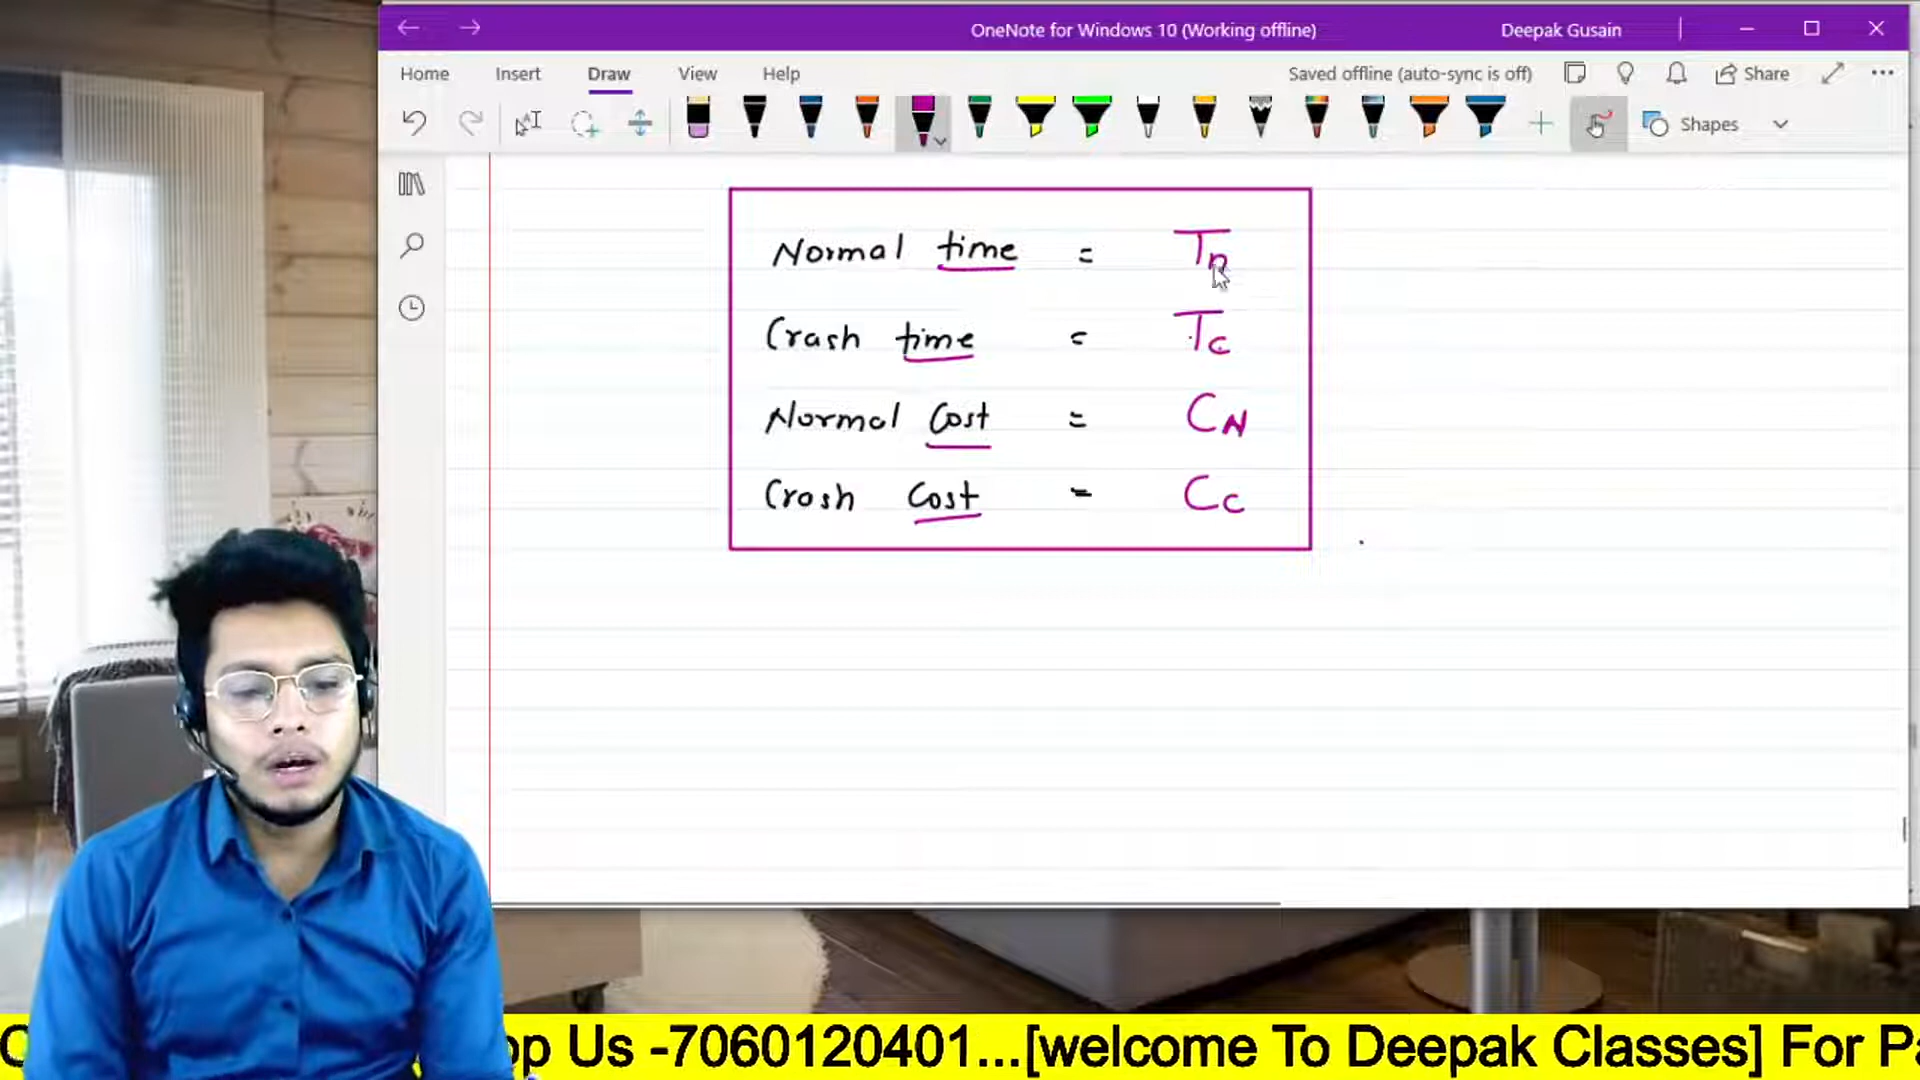 OneNote for Windows 10 (Working offline) Deepak Gusain
Home Insert Draw View Help Saved offline (auto-sync is off) Share
Shapes
Normal time = Tn
Crash time = Tc
Normal Cost = CN
Crash Cost = Cc
op Us -7060120401...[welcome To Deepak Classes] For Pa